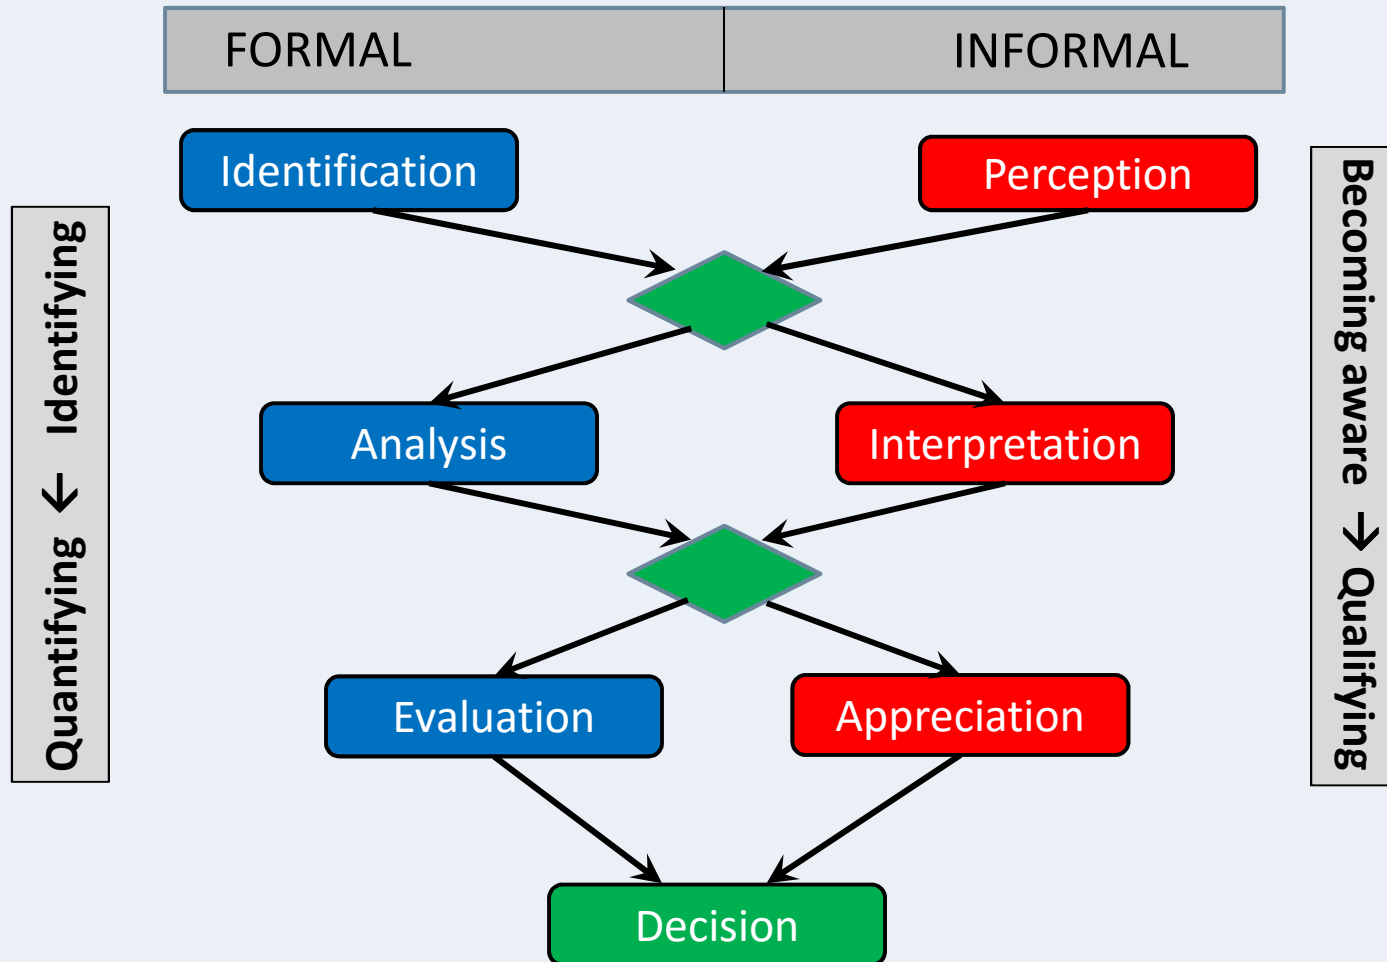 FORMAL
INFORMAL
Identification
Perception
Quantifying ← Identifying
Becoming aware → Qualifying
Analysis
Interpretation
Evaluation
Appreciation
Decision